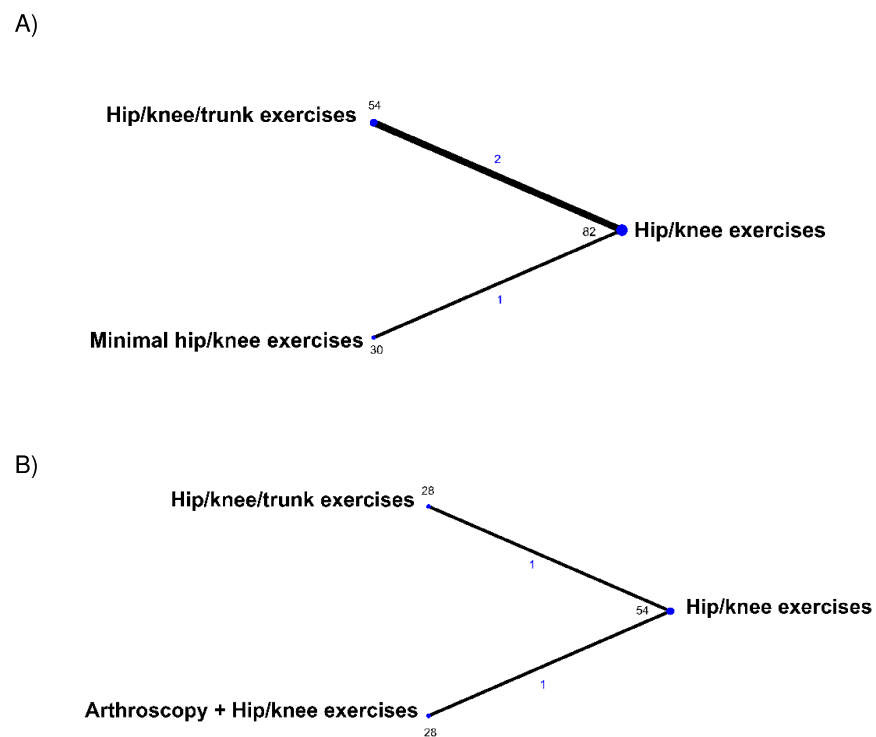 A)
54
Hip/knee/trunk exercises
2
82
Hip/knee exercises
1
Minimal hip/knee exercises
30
B)
28
Hip/knee/trunk exercises
1
54
Hip/knee exercises
1
Arthroscopy + Hip/knee exercises
28